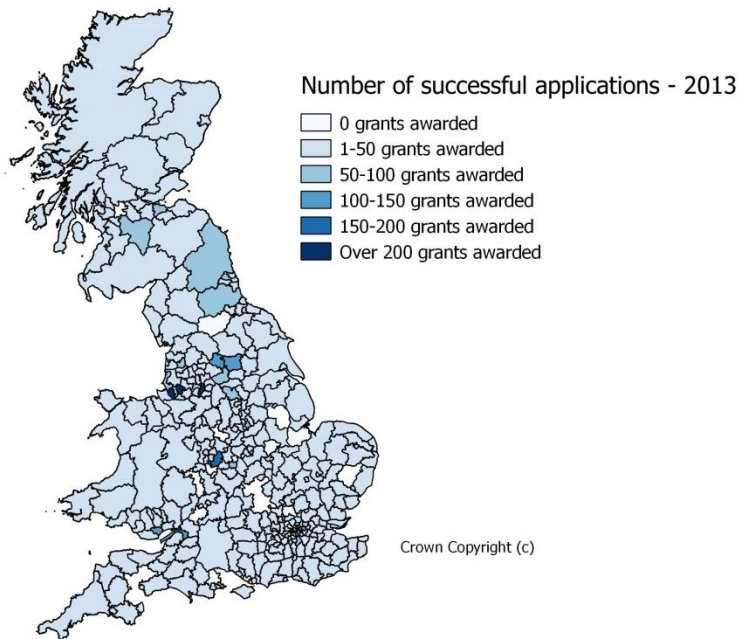 Number of successful applications - 2013
0 grants awarded
1-50 grants awarded
50-100 grants awarded
100-150 grants awarded
150-200 grants awarded
Over 200 grants awarded
Crown Copyright (c)